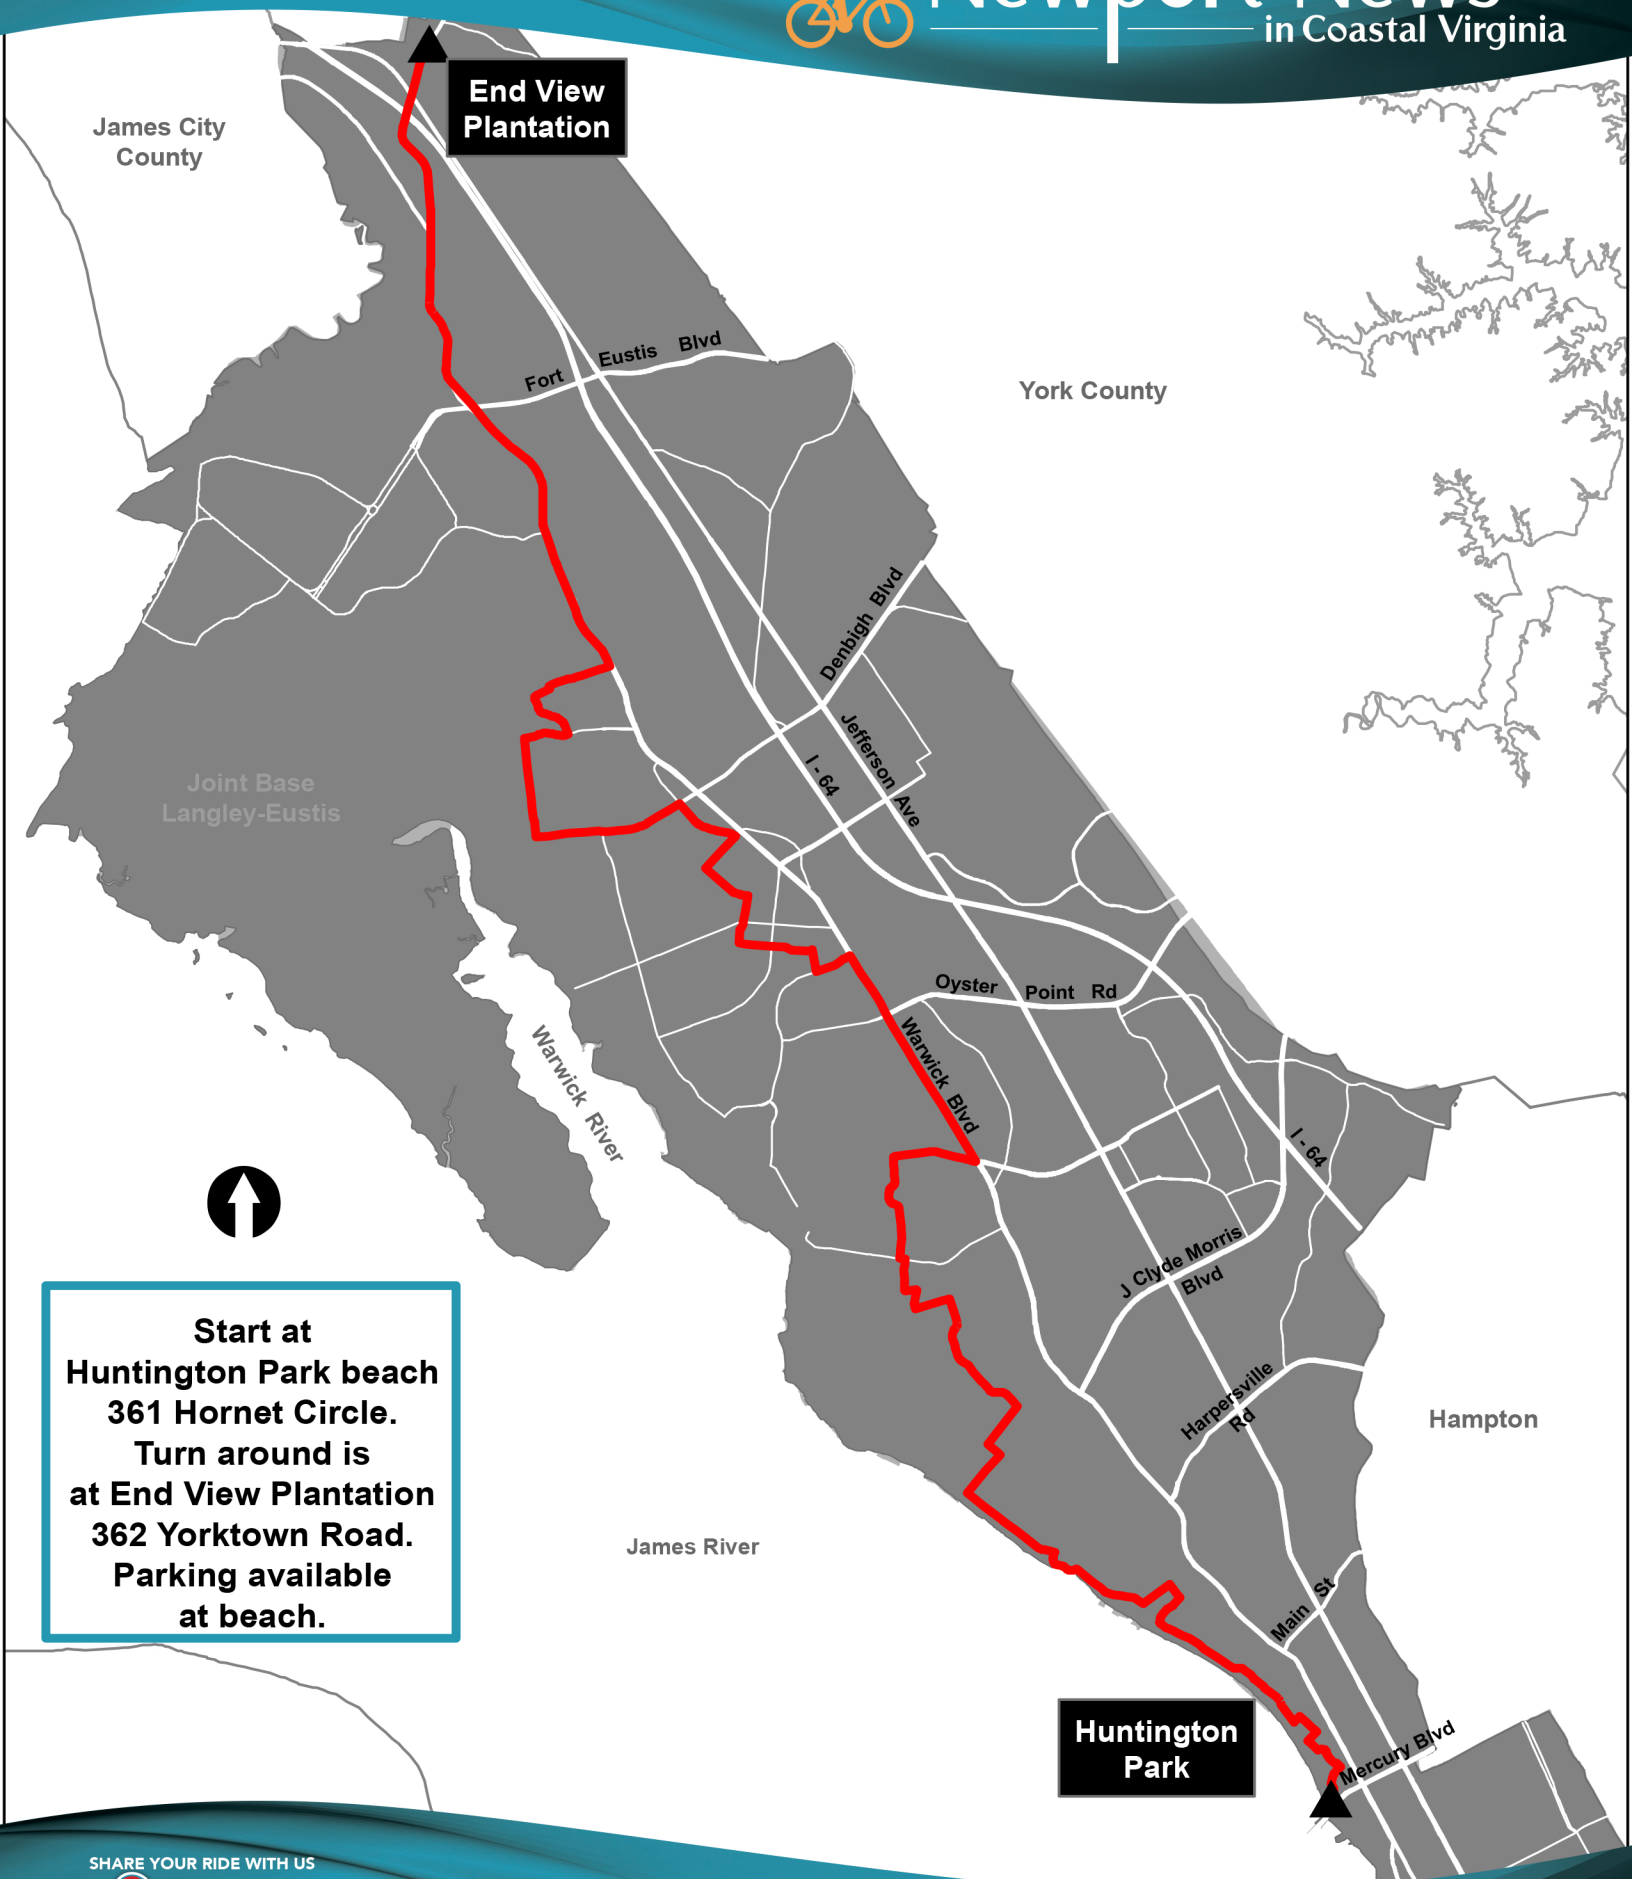 Newport News
in Coastal Virginia
End View
Plantation
James City
County
Fort Eustis Blvd
York County
Denbigh Blvd
Jefferson Ave
I - 64
Joint Base
Langley-Eustis
Oyster Point Rd
Warwick Blvd
Warwick River
I - 64
J Clyde Morris
Blvd
Start at
Huntington Park beach
361 Hornet Circle.
Turn around is
at End View Plantation
362 Yorktown Road.
Parking available
at beach.
Harpersville
Rd
Hampton
James River
Main St
Huntington
Park
Mercury Blvd
SHARE YOUR RIDE WITH US